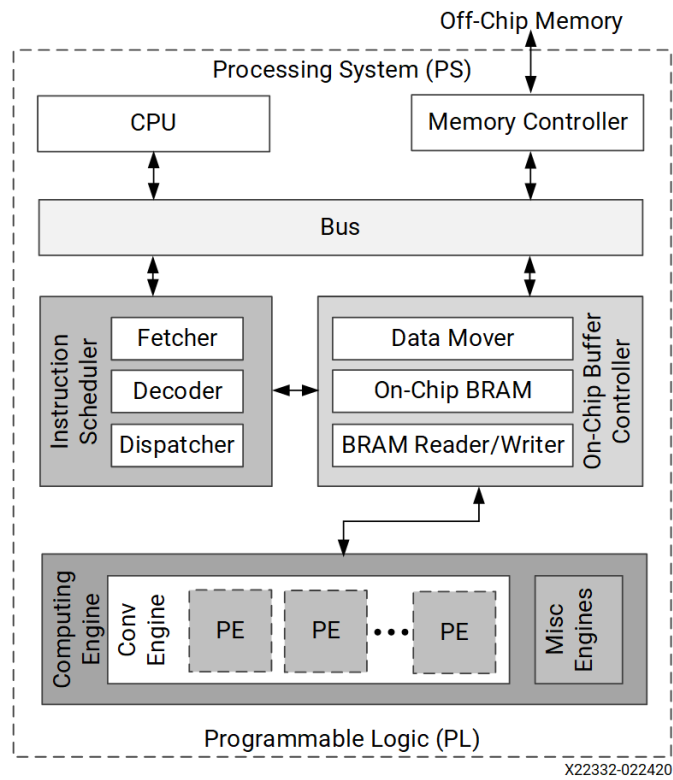 Off-Chip Memory
Processing System (PS)
CPU
Memory Controller
Bus
Instruction
Scheduler
Fetcher
Decoder
Dispatcher
Data Mover
On-Chip BRAM
BRAM Reader/Writer
On-Chip Buffer
Controller
Computing
Engine
Conv
Engine
PE
PE
PE
Misc
Engines
Programmable Logic (PL)
X22332-022420